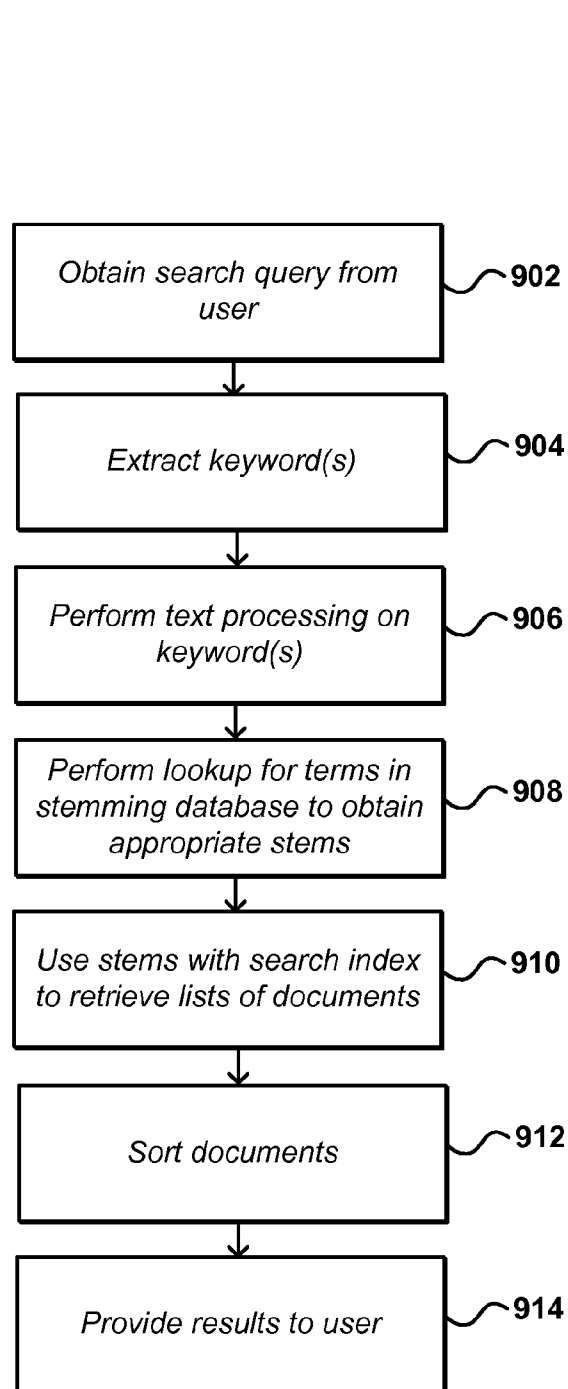 Obtain search query from
user
902
Extract keyword(s)
904
Perform text processing on
keyword(s)
906
Perform lookup for terms in
stemming database to obtain
appropriate stems
908
Use stems with search index
to retrieve lists of documents
910
Sort documents
912
Provide results to user
914